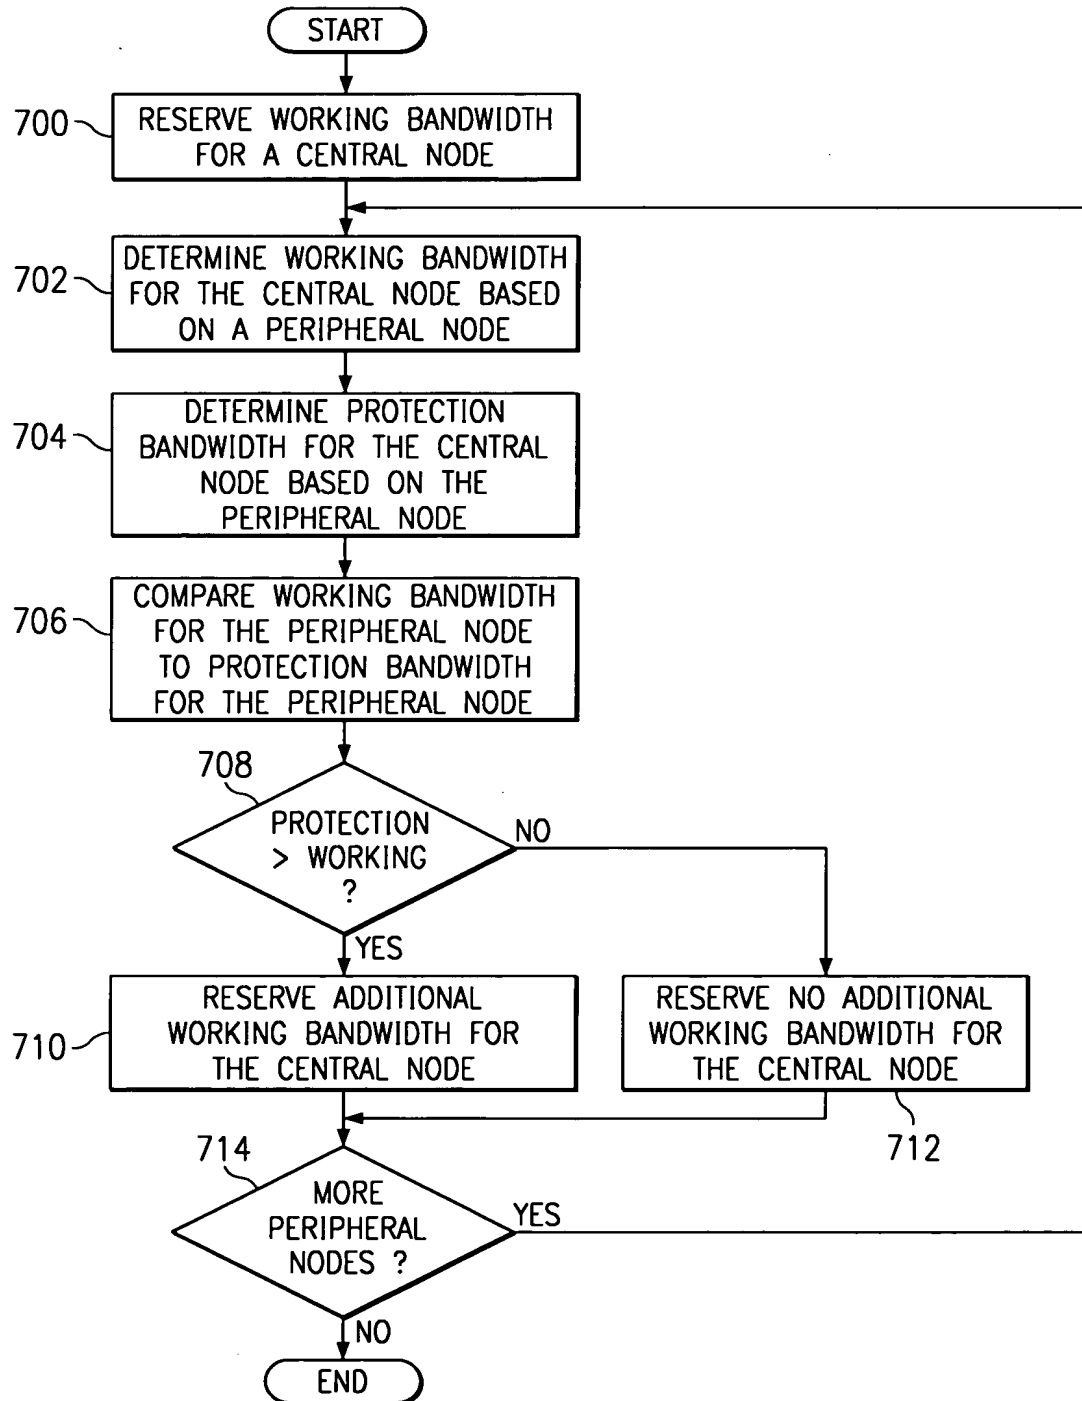 START
700
RESERVE WORKING BANDWIDTH
FOR A CENTRAL NODE
702
DETERMINE WORKING BANDWIDTH
FOR THE CENTRAL NODE BASED
ON A PERIPHERAL NODE
704
DETERMINE PROTECTION
BANDWIDTH FOR THE CENTRAL
NODE BASED ON THE
PERIPHERAL NODE
706
COMPARE WORKING BANDWIDTH
FOR THE PERIPHERAL NODE
TO PROTECTION BANDWIDTH
FOR THE PERIPHERAL NODE
708
PROTECTION
> WORKING
?
NO
YES
710
RESERVE ADDITIONAL
WORKING BANDWIDTH FOR
THE CENTRAL NODE
RESERVE NO ADDITIONAL
WORKING BANDWIDTH FOR
THE CENTRAL NODE
712
714
MORE
PERIPHERAL
NODES ?
YES
NO
END